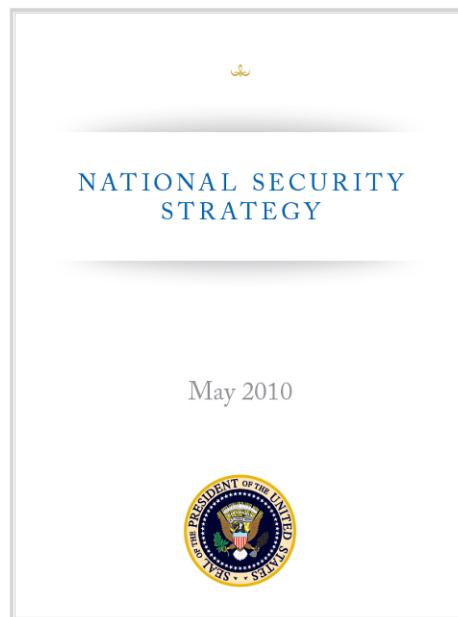 NATIONAL SECURITY
STRATEGY
May 2010
SEAL OF THE PRESIDENT OF THE UNITED STATES